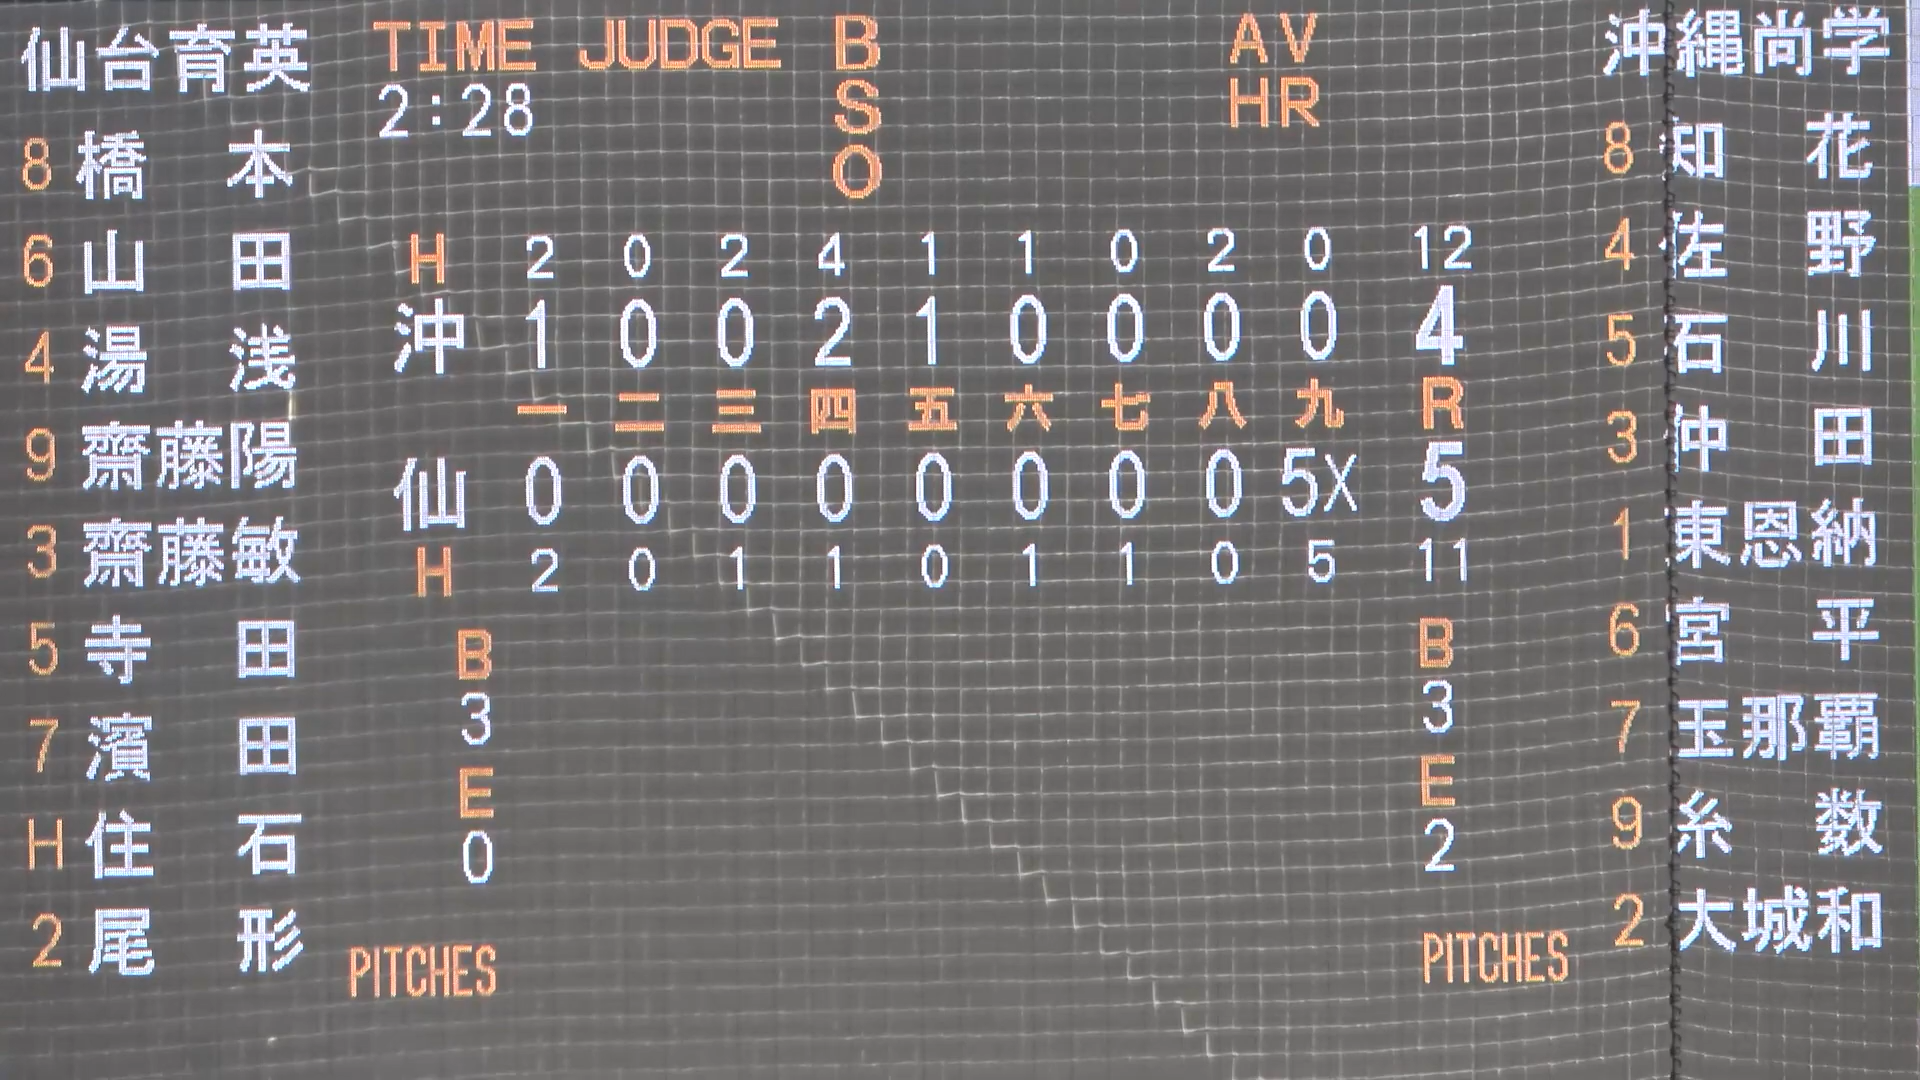 仙台育英
8 橋本
6 山田
4 湯浅
9 齋藤陽
3 齋藤敏
5 寺田
7 濱田
H 住石
2 尾形
TIME JUDGE
2:28
B
S
O
AV
HR
H 2 0 2 4 1 1 0 2 0 12
沖 1 0 0 2 1 0 0 0 0 4
一 二 三 四 五 六 七 八 九 R
仙 0 0 0 0 0 0 0 0 5X 5
H 2 0 1 1 0 1 1 0 5 11
B
3
E
0
PITCHES
B
3
E
2
PITCHES
沖縄尚学
8 知花
4 佐野
5 石川
3 仲田
1 東恩納
6 宮平
7 玉那覇
9 糸数
2 大城和